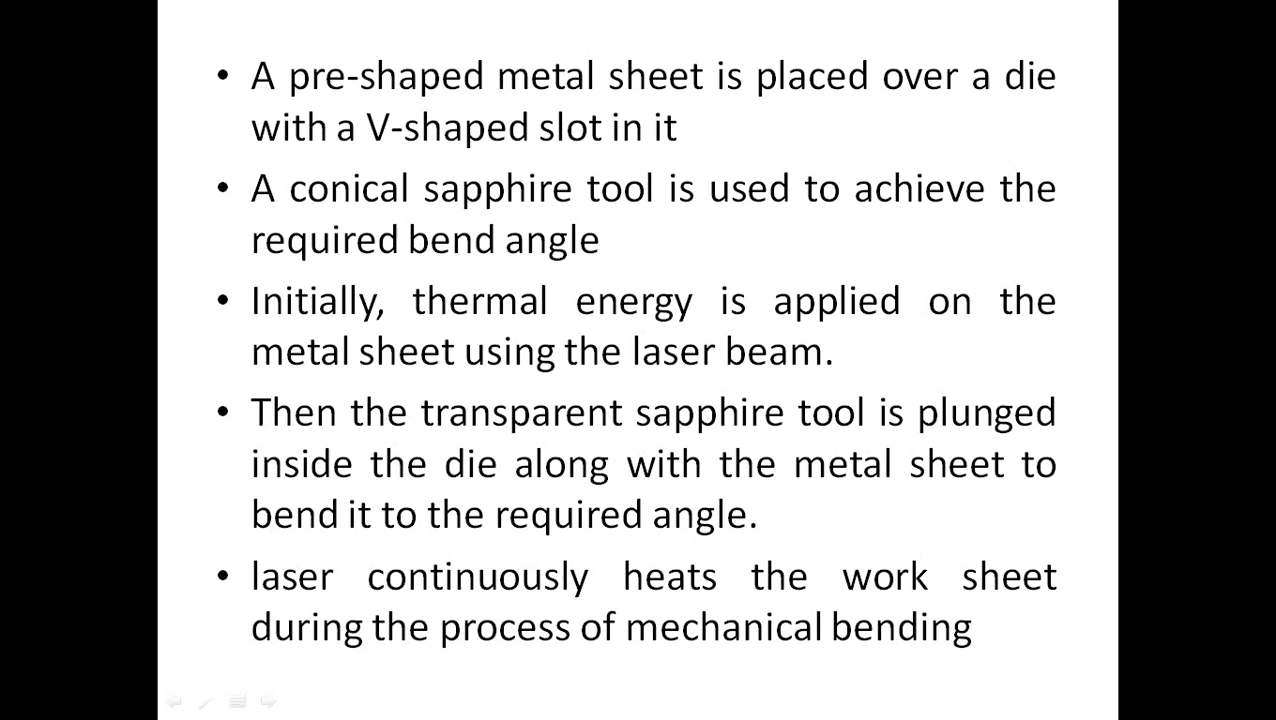 • A pre-shaped metal sheet is placed over a die
with a V-shaped slot in it
• A conical sapphire tool is used to achieve the
required bend angle
• Initially, thermal energy is applied on the
metal sheet using the laser beam.
• Then the transparent sapphire tool is plunged
inside the die along with the metal sheet to
bend it to the required angle.
• laser continuously heats the work sheet
during the process of mechanical bending